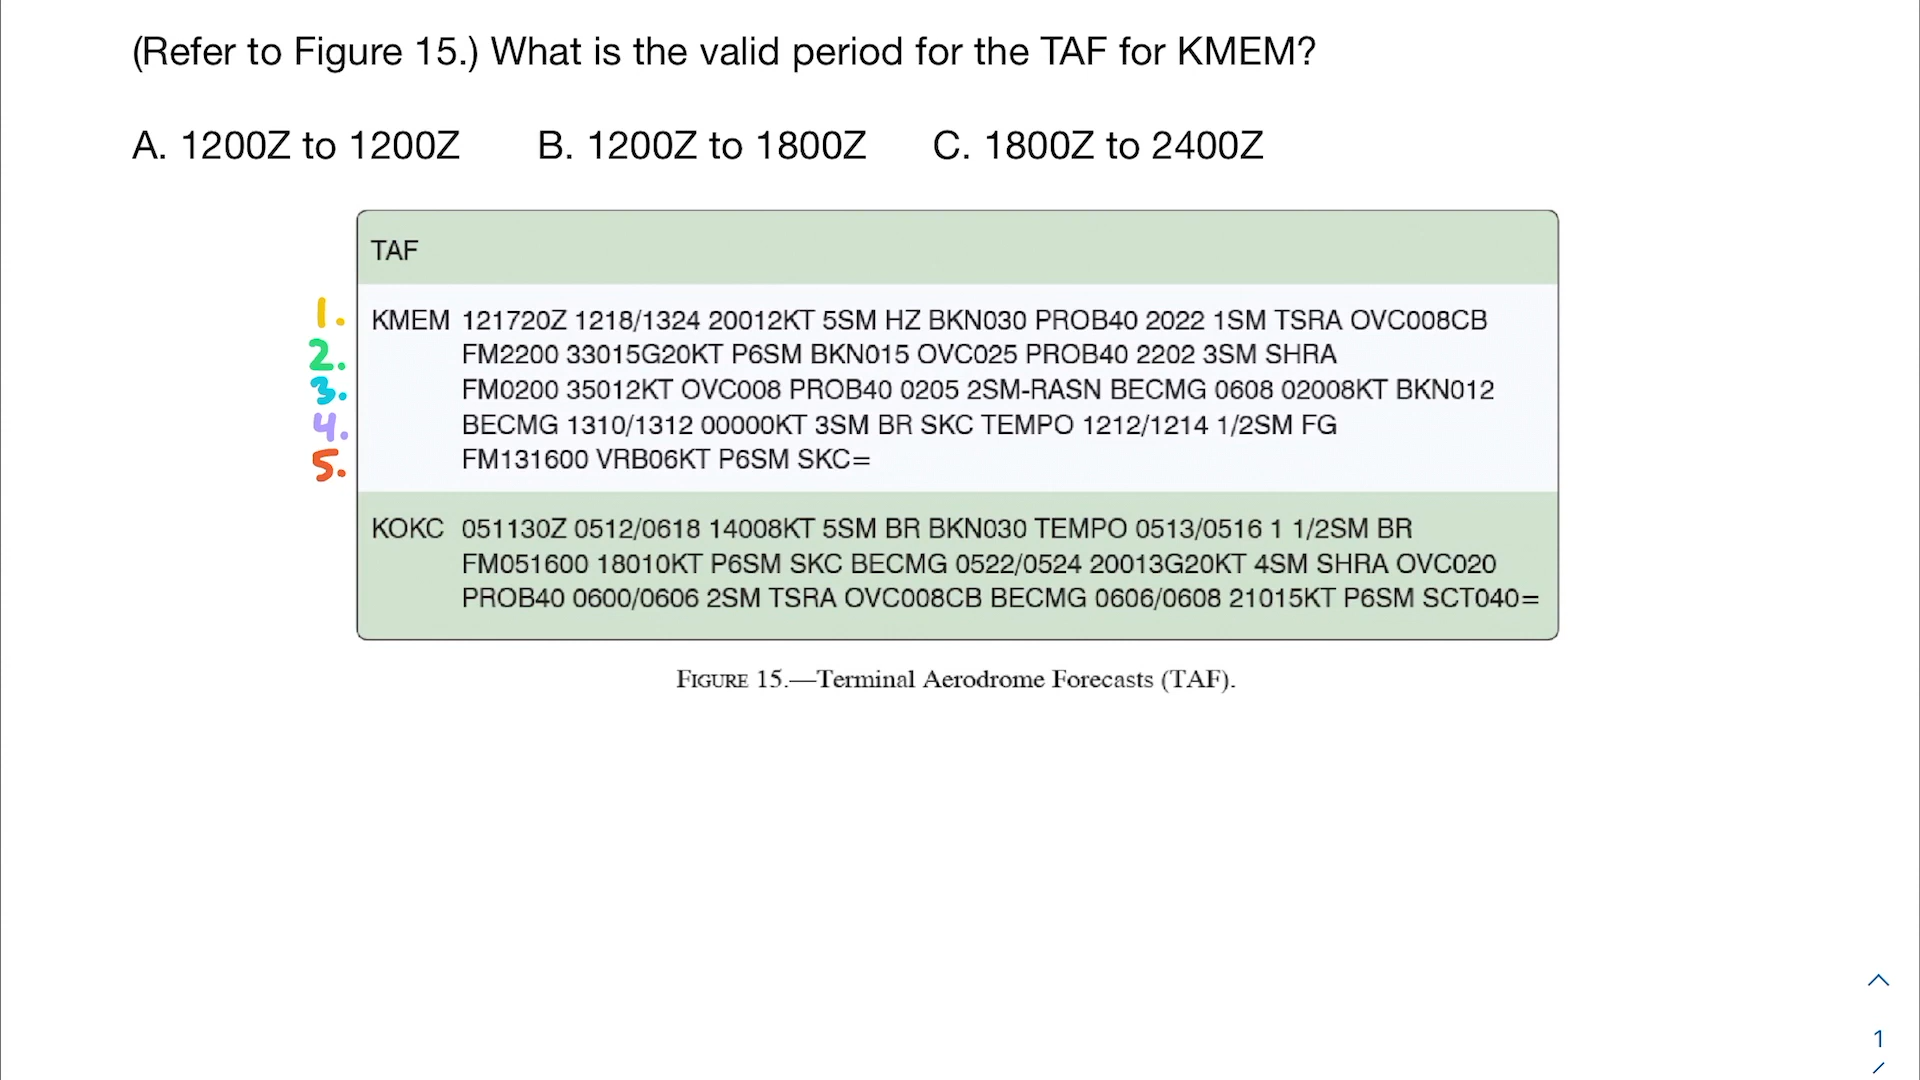 (Refer to Figure 15.) What is the valid period for the TAF for KMEM?
A. 1200Z to 1200Z B. 1200Z to 1800Z C. 1800Z to 2400Z
TAF
1. KMEM 121720Z 1218/1324 20012KT 5SM HZ BKN030 PROB40 2022 1SM TSRA OVC008CB
2. FM2200 33015G20KT P6SM BKN015 OVC025 PROB40 2202 3SM SHRA
3. FM0200 35012KT OVC008 PROB40 0205 2SM-RASN BECMG 0608 02008KT BKN012
4. BECMG 1310/1312 00000KT 3SM BR SKC TEMPO 1212/1214 1/2SM FG
5. FM131600 VRB06KT P6SM SKC=
KOKC 051130Z 0512/0618 14008KT 5SM BR BKN030 TEMPO 0513/0516 1 1/2SM BR
FM051600 18010KT P6SM SKC BECMG 0522/0524 20013G20KT 4SM SHRA OVC020
PROB40 0600/0606 2SM TSRA OVC008CB BECMG 0606/0608 21015KT P6SM SCT040=
FIGURE 15.—Terminal Aerodrome Forecasts (TAF).
1